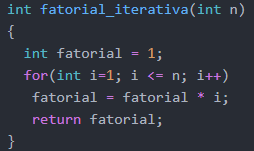 int fatorial_iterativa(int n)
{
  int fatorial = 1;
  for(int i=1; i <= n; i++)
   fatorial = fatorial * i;
   return fatorial;
}